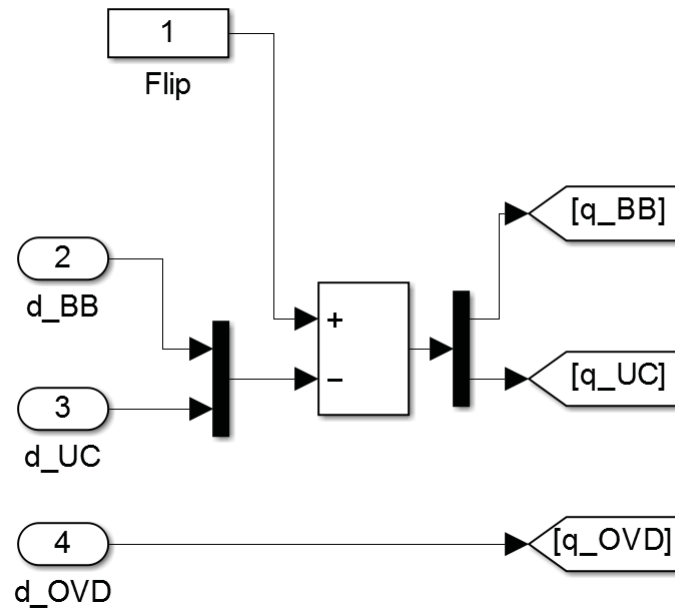 1
Flip
[q_BB]
2
d_BB
+
−
[q_UC]
3
d_UC
4
[q_OVD]
d_OVD